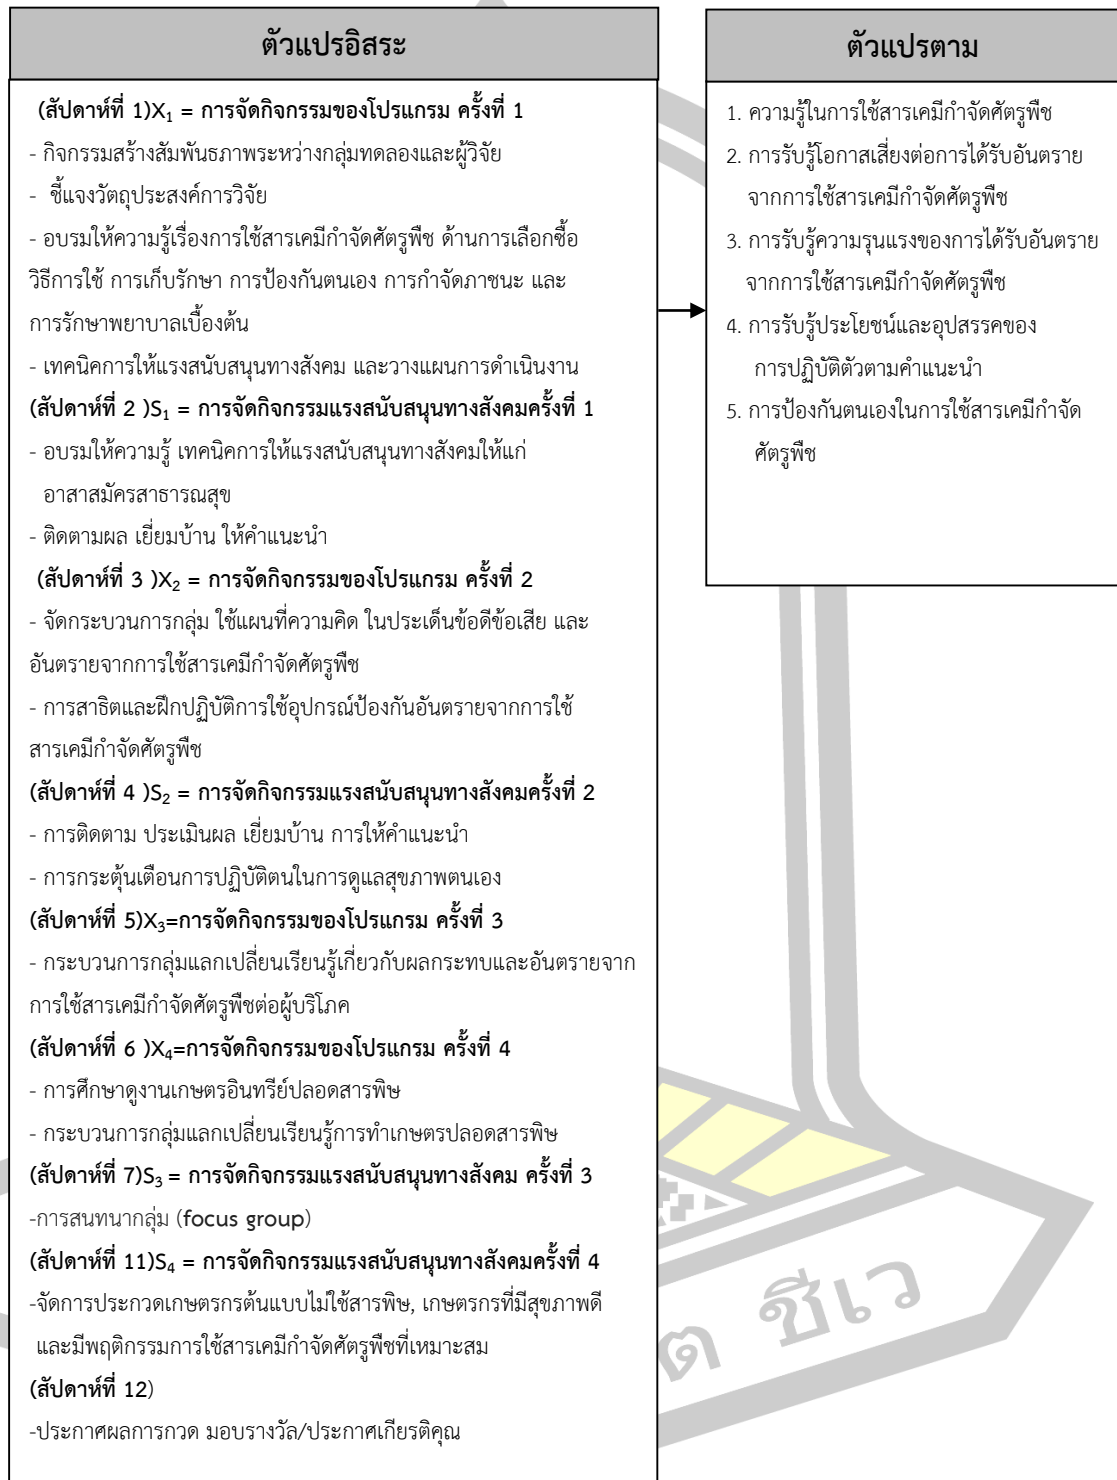 ตัวแปรอิสระ
(สัปดาห์ที่ 1)X₁ = การจัดกิจกรรมของโปรแกรม ครั้งที่ 1
- กิจกรรมสร้างสัมพันธภาพระหว่างกลุ่มทดลองและผู้วิจัย
- ชี้แจงวัตถุประสงค์การวิจัย
- อบรมให้ความรู้เรื่องการใช้สารเคมีกำจัดศัตรูพืช ด้านการเลือกซื้อ
วิธีการใช้ การเก็บรักษา การป้องกันตนเอง การกำจัดภาชนะ และ
การรักษาพยาบาลเบื้องต้น
- เทคนิคการให้แรงสนับสนุนทางสังคม และวางแผนการดำเนินงาน
(สัปดาห์ที่ 2 )S₁ = การจัดกิจกรรมแรงสนับสนุนทางสังคมครั้งที่ 1
- อบรมให้ความรู้ เทคนิคการให้แรงสนับสนุนทางสังคมให้แก่
อาสาสมัครสาธารณสุข
- ติดตามผล เยี่ยมบ้าน ให้คำแนะนำ
(สัปดาห์ที่ 3 )X₂ = การจัดกิจกรรมของโปรแกรม ครั้งที่ 2
- จัดกระบวนการกลุ่ม ใช้แผนที่ความคิด ในประเด็นข้อดีข้อเสีย และ
อันตรายจากการใช้สารเคมีกำจัดศัตรูพืช
- การสาธิตและฝึกปฏิบัติการใช้อุปกรณ์ป้องกันอันตรายจากการใช้
สารเคมีกำจัดศัตรูพืช
(สัปดาห์ที่ 4 )S₂ = การจัดกิจกรรมแรงสนับสนุนทางสังคมครั้งที่ 2
- การติดตาม ประเมินผล เยี่ยมบ้าน การให้คำแนะนำ
- การกระตุ้นเตือนการปฏิบัติตนในการดูแลสุขภาพตนเอง
(สัปดาห์ที่ 5)X₃=การจัดกิจกรรมของโปรแกรม ครั้งที่ 3
- กระบวนการกลุ่มแลกเปลี่ยนเรียนรู้เกี่ยวกับผลกระทบและอันตรายจาก
การใช้สารเคมีกำจัดศัตรูพืชต่อผู้บริโภค
(สัปดาห์ที่ 6 )X₄=การจัดกิจกรรมของโปรแกรม ครั้งที่ 4
- การศึกษาดูงานเกษตรอินทรีย์ปลอดสารพิษ
- กระบวนการกลุ่มแลกเปลี่ยนเรียนรู้การทำเกษตรปลอดสารพิษ
(สัปดาห์ที่ 7)S₃ = การจัดกิจกรรมแรงสนับสนุนทางสังคม ครั้งที่ 3
-การสนทนากลุ่ม (focus group)
(สัปดาห์ที่ 11)S₄ = การจัดกิจกรรมแรงสนับสนุนทางสังคมครั้งที่ 4
-จัดการประกวดเกษตรกรต้นแบบไม่ใช้สารพิษ, เกษตรกรที่มีสุขภาพดี
และมีพฤติกรรมการใช้สารเคมีกำจัดศัตรูพืชที่เหมาะสม
(สัปดาห์ที่ 12)
-ประกาศผลการกวด มอบรางวัล/ประกาศเกียรติคุณ
ตัวแปรตาม
1. ความรู้ในการใช้สารเคมีกำจัดศัตรูพืช
2. การรับรู้โอกาสเสี่ยงต่อการได้รับอันตราย
จากการใช้สารเคมีกำจัดศัตรูพืช
3. การรับรู้ความรุนแรงของการได้รับอันตราย
จากการใช้สารเคมีกำจัดศัตรูพืช
4. การรับรู้ประโยชน์และอุปสรรคของ
การปฏิบัติตัวตามคำแนะนำ
5. การป้องกันตนเองในการใช้สารเคมีกำจัด
ศัตรูพืช
ต ชีเว